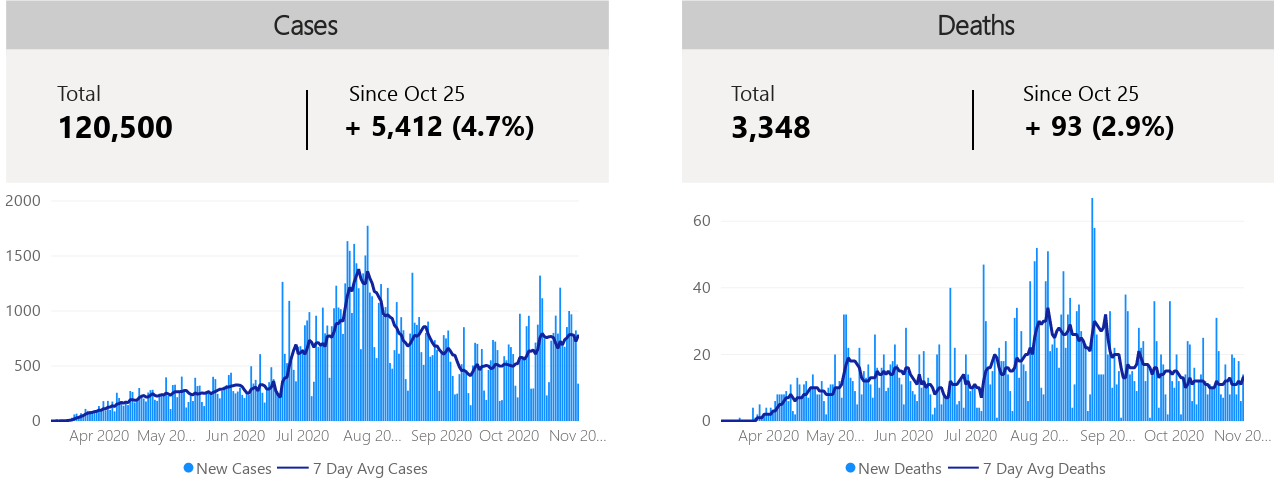 Cases
Total
120,500
Since Oct 25
+ 5,412 (4.7%)
2000
1500
1000
500
0
Apr 2020 May 20... Jun 2020 Jul 2020 Aug 20... Sep 2020 Oct 2020 Nov 20...
New Cases 7 Day Avg Cases
Deaths
Total
3,348
Since Oct 25
+ 93 (2.9%)
60
40
20
0
Apr 2020 May 20... Jun 2020 Jul 2020 Aug 20... Sep 20... Oct 2020 Nov 20...
New Deaths 7 Day Avg Deaths